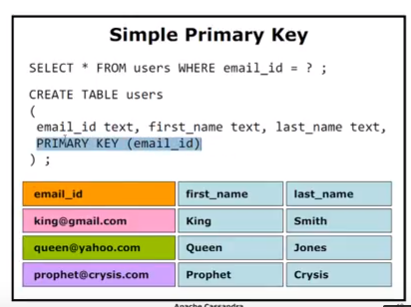 Simple Primary Key
SELECT * FROM users WHERE email_id = ? ;
CREATE TABLE users
(
email_id text, first_name text, last_name text,
PRIMARY KEY (email_id)
) ;
email_id first_name last_name
king@gmail.com King Smith
queen@yahoo.com Queen Jones
prophet@crysis.com Prophet Crysis
Apache Cassandra